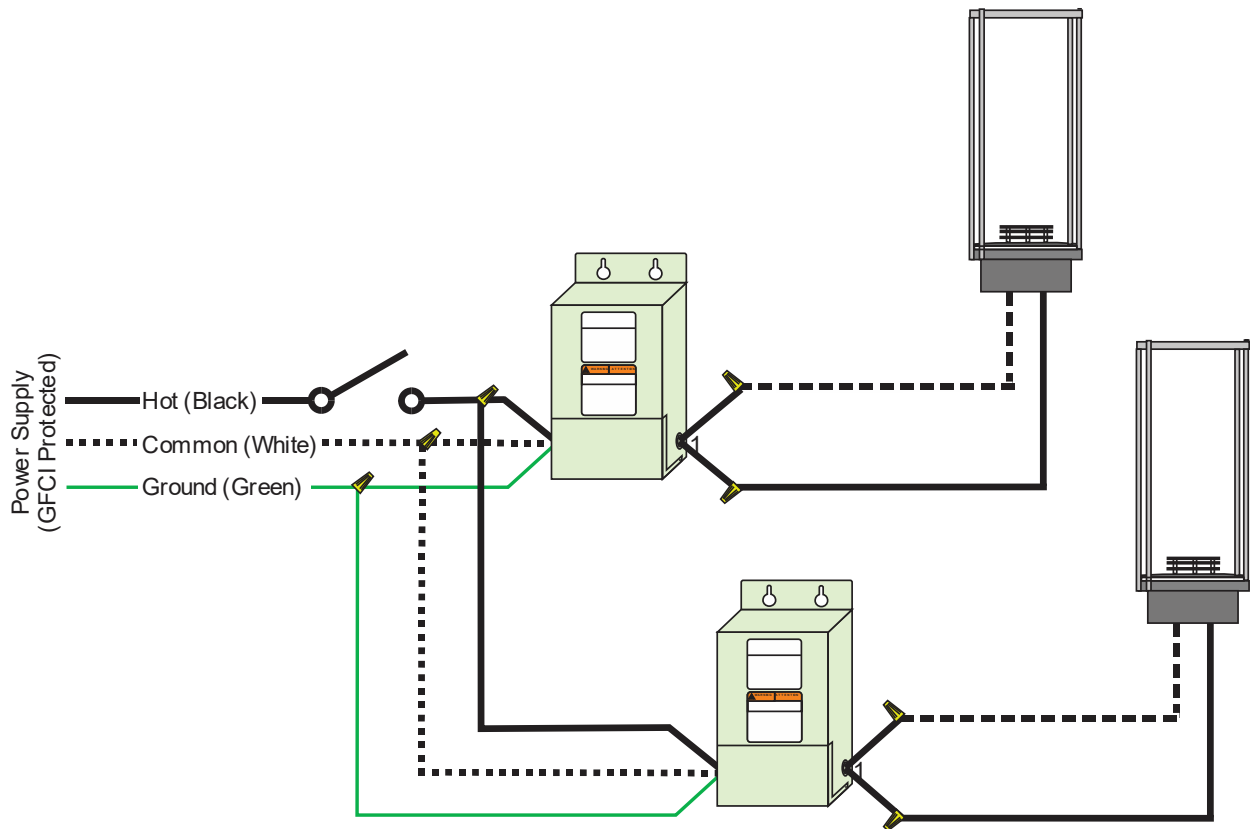 Power Supply
(GFCI Protected)
Hot (Black)
Common (White)
Ground (Green)
1
1